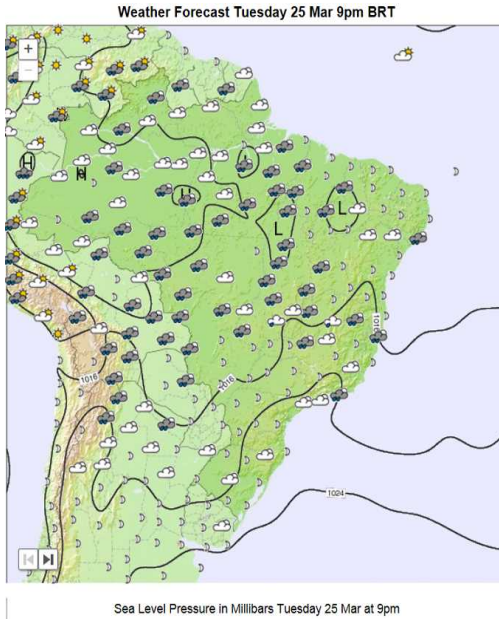 Weather Forecast Tuesday 25 Mar 9pm BRT
+
−
H
H
L
H
L
L
1016
1016
1016
1024
Sea Level Pressure in Millibars Tuesday 25 Mar at 9pm